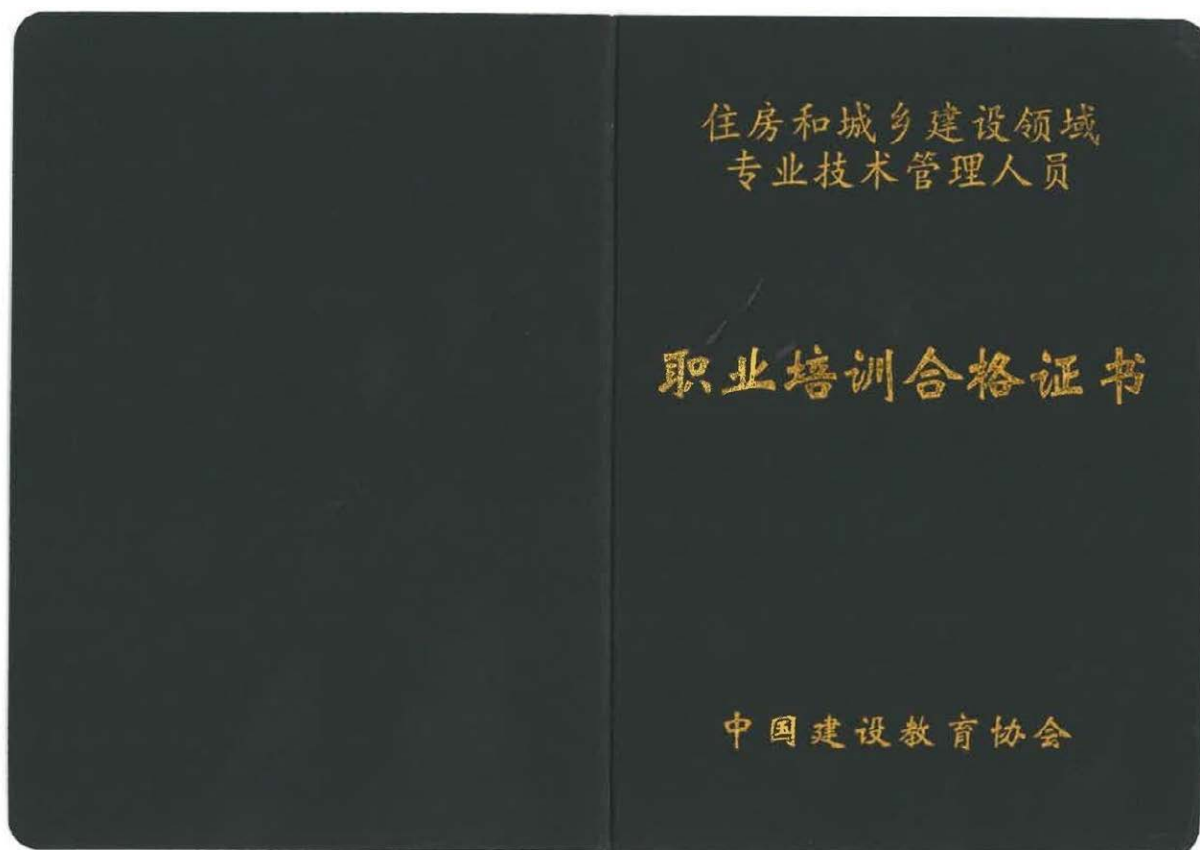 住房和城乡建设领域
专业技术管理人员
职业培训合格证书
中国建设教育协会